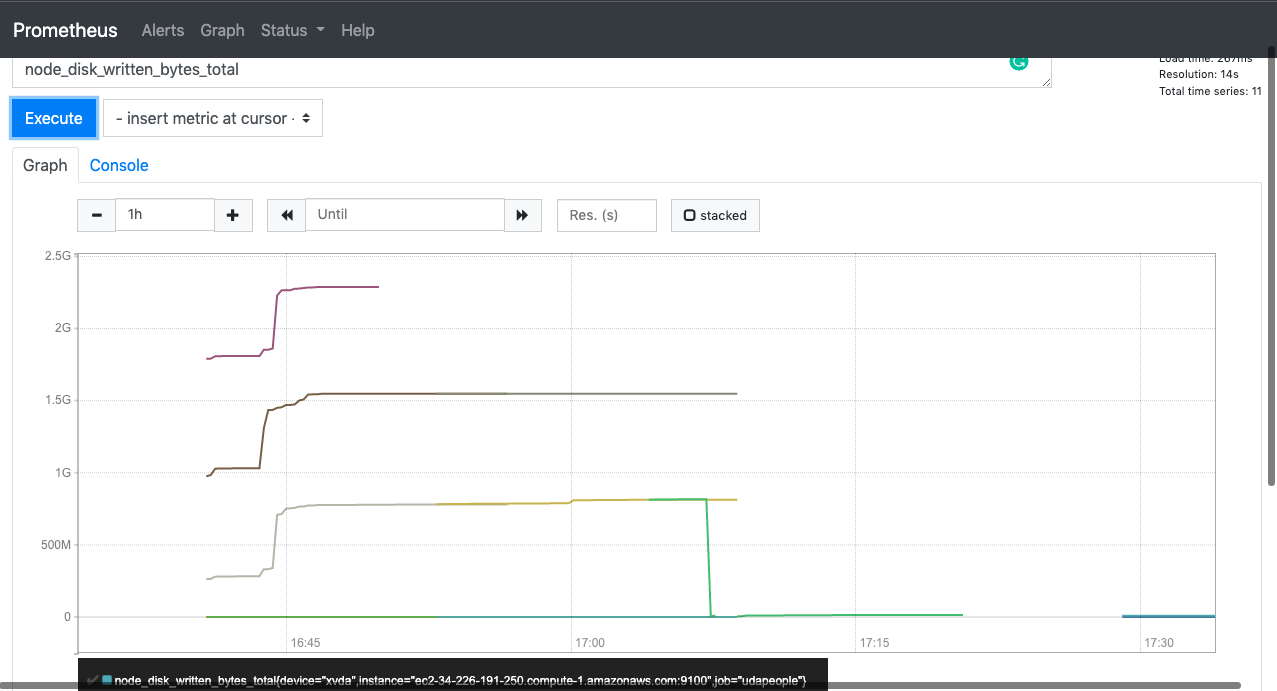 Prometheus Alerts Graph Status Help
node_disk_written_bytes_total
Load time: 267ms
Resolution: 14s
Total time series: 11
Execute - insert metric at cursor -
Graph Console
1h Until Res. (s) stacked
2.5G
2G
1.5G
1G
500M
0
16:45 17:00 17:15 17:30
node_disk_written_bytes_total{device="xvda",instance="ec2-34-226-191-250.compute-1.amazonaws.com:9100",job="udapeople"}